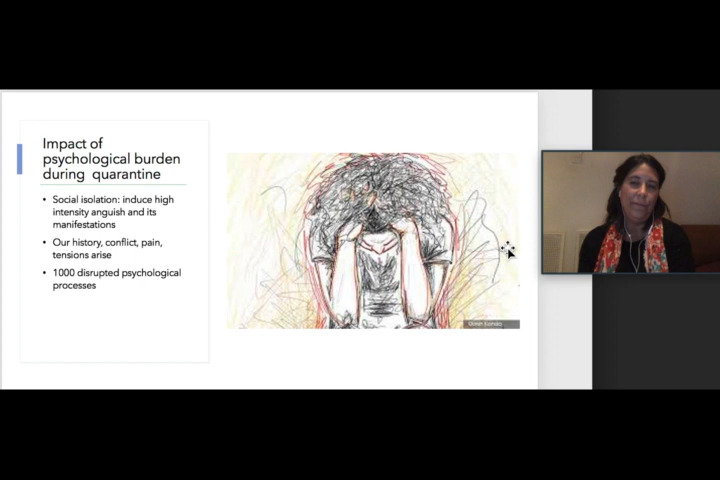 Impact of
psychological burden
during  quarantine
• Social isolation: induce high
intensity anguish and its
manifestations
• Our history, conflict, pain,
tensions arise
• 1000 disrupted psychological
processes